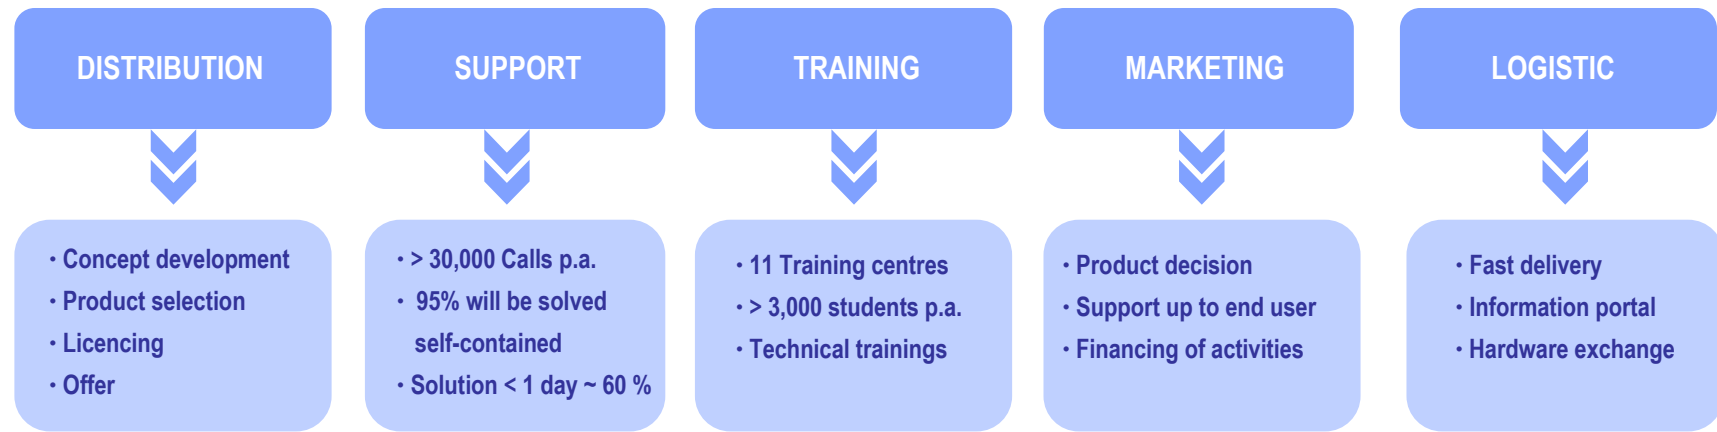 DISTRIBUTION
SUPPORT
TRAINING
MARKETING
LOGISTIC
· Concept development
· Product selection
· Licencing
· Offer
· > 30,000 Calls p.a.
· 95% will be solved
self-contained
· Solution < 1 day ~ 60 %
· 11 Training centres
· > 3,000 students p.a.
· Technical trainings
· Product decision
· Support up to end user
· Financing of activities
· Fast delivery
· Information portal
· Hardware exchange